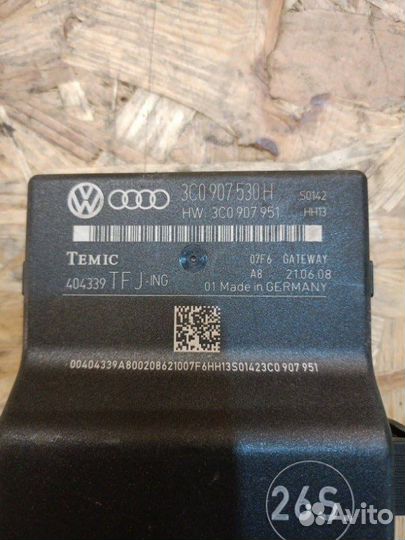 3C0 907 530 H S0142
HW 3C0 907 951 HH13
TEMIC 07F6 GATEWAY
A8 21.06.08
404339 TFJ-ING 01 Made in GERMANY
00404339A800208621007F6HH13S01423C0 907 951
26S
Avito